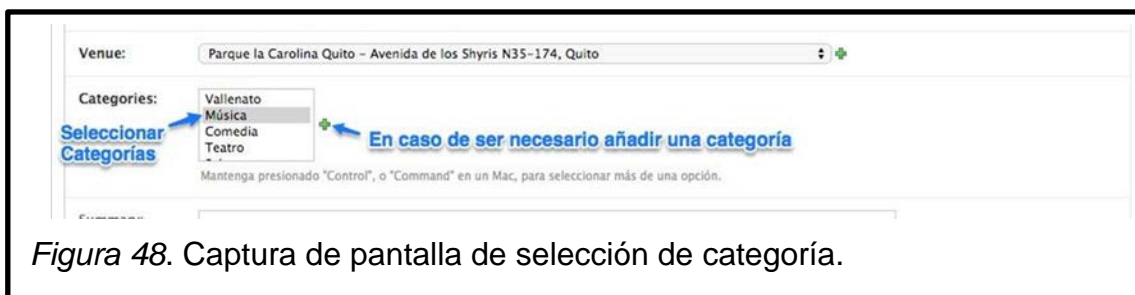 Venue: Parque la Carolina Quito – Avenida de los Shyris N35-174, Quito
Categories: Vallenato
Música
Comedia
Teatro
Seleccionar
Categorías
En caso de ser necesario añadir una categoría
Mantenga presionado "Control", o "Command" en un Mac, para seleccionar más de una opción.
Figura 48. Captura de pantalla de selección de categoría.